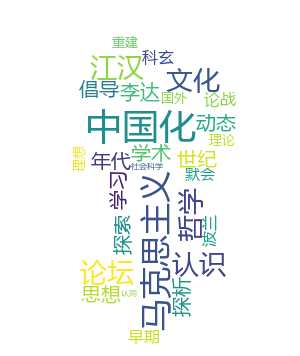 重建
科玄
江汉
文化
倡导
李达
国外
论战
中国化
动态
理论
理想
年代
学术
世纪
社会科学
默会
学习
马克思主义
哲学
探索
波兰
论坛
认识
思想
认同
探析
早期